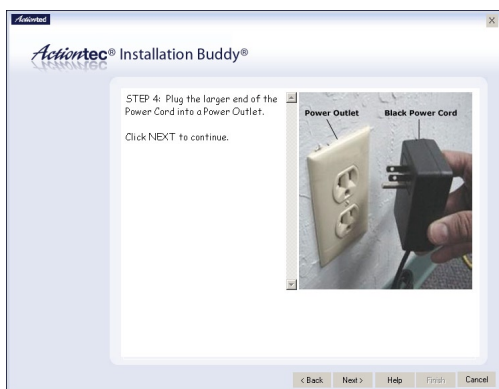 Actiontec
Actiontec® Installation Buddy®
STEP 4: Plug the larger end of the
Power Cord into a Power Outlet.
Click NEXT to continue.
Power Outlet Black Power Cord
< Back Next > Help Finish Cancel